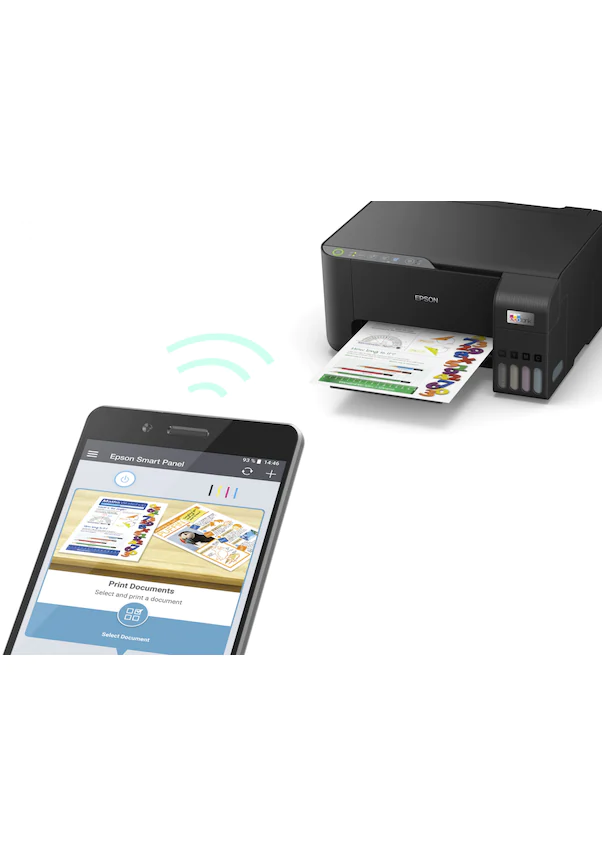 EPSON
Epson Smart Panel
93 % 14:46
Print Documents
Select and print a document
Select Document